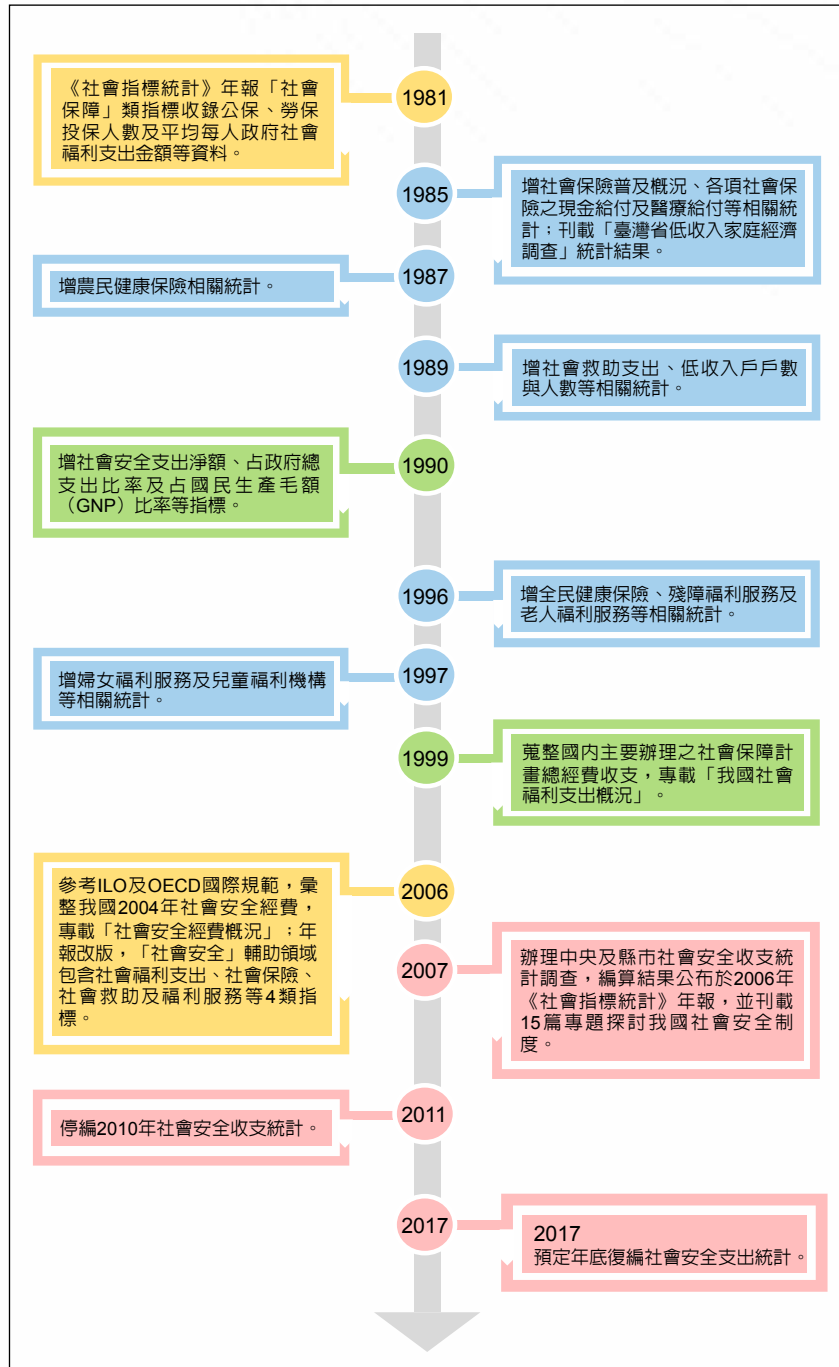 1981
《社會指標統計》年報「社會
保障」類指標收錄公保、勞保
投保人數及平均每人政府社會
福利支出金額等資料。
1985
增社會保險普及概況、各項社會保
險之現金給付及醫療給付等相關統
計；刊載「臺灣省低收入家庭經濟
調查」統計結果。
1987
增農民健康保險相關統計。
1989
增社會救助支出、低收入戶戶數
與人數等相關統計。
1990
增社會安全支出淨額、占政府總
支出比率及占國民生產毛額
（GNP）比率等指標。
1996
增全民健康保險、殘障福利服務及
老人福利服務等相關統計。
1997
增婦女福利服務及兒童福利機構
等相關統計。
1999
蒐整國內主要辦理之社會保障計
畫總經費收支，專載「我國社會
福利支出概況」。
2006
參考ILO及OECD國際規範，彙
整我國2004年社會安全經費，
專載「社會安全經費概況」；年
報改版，「社會安全」輔助領域
包含社會福利支出、社會保險、
社會救助及福利服務等4類指
標。
2007
辦理中央及縣市社會安全收支統
計調查，編算結果公布於2006年
《社會指標統計》年報，並刊載
15篇專題探討我國社會安全制
度。
2011
停編2010年社會安全收支統計。
2017
2017
預定年底復編社會安全支出統計。